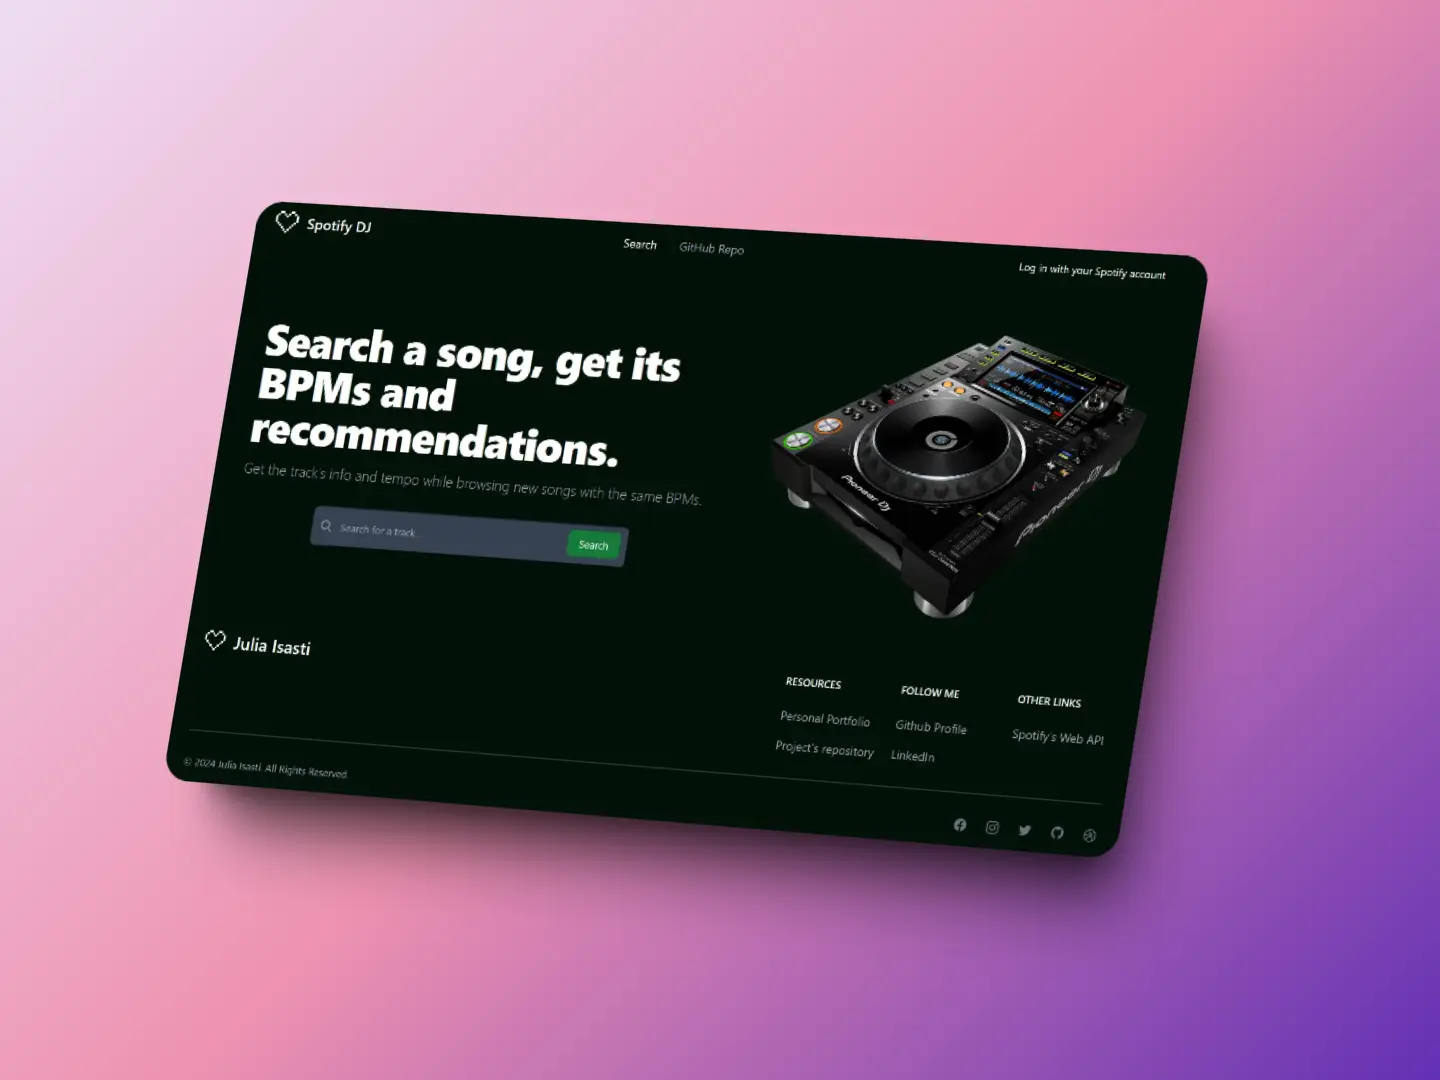 Spotify DJ
Search
GitHub Repo
Log in with your Spotify account
Search a song, get its
BPMs and
recommendations.
Get the track's info and tempo while browsing new songs with the same BPMs.
Search for a track...
Search
Pioneer DJ
Pioneer DJ
Julia Isasti
RESOURCES
Personal Portfolio
Project's repository
FOLLOW ME
Github Profile
LinkedIn
OTHER LINKS
Spotify's Web API
© 2024 Julia Isasti. All Rights Reserved.